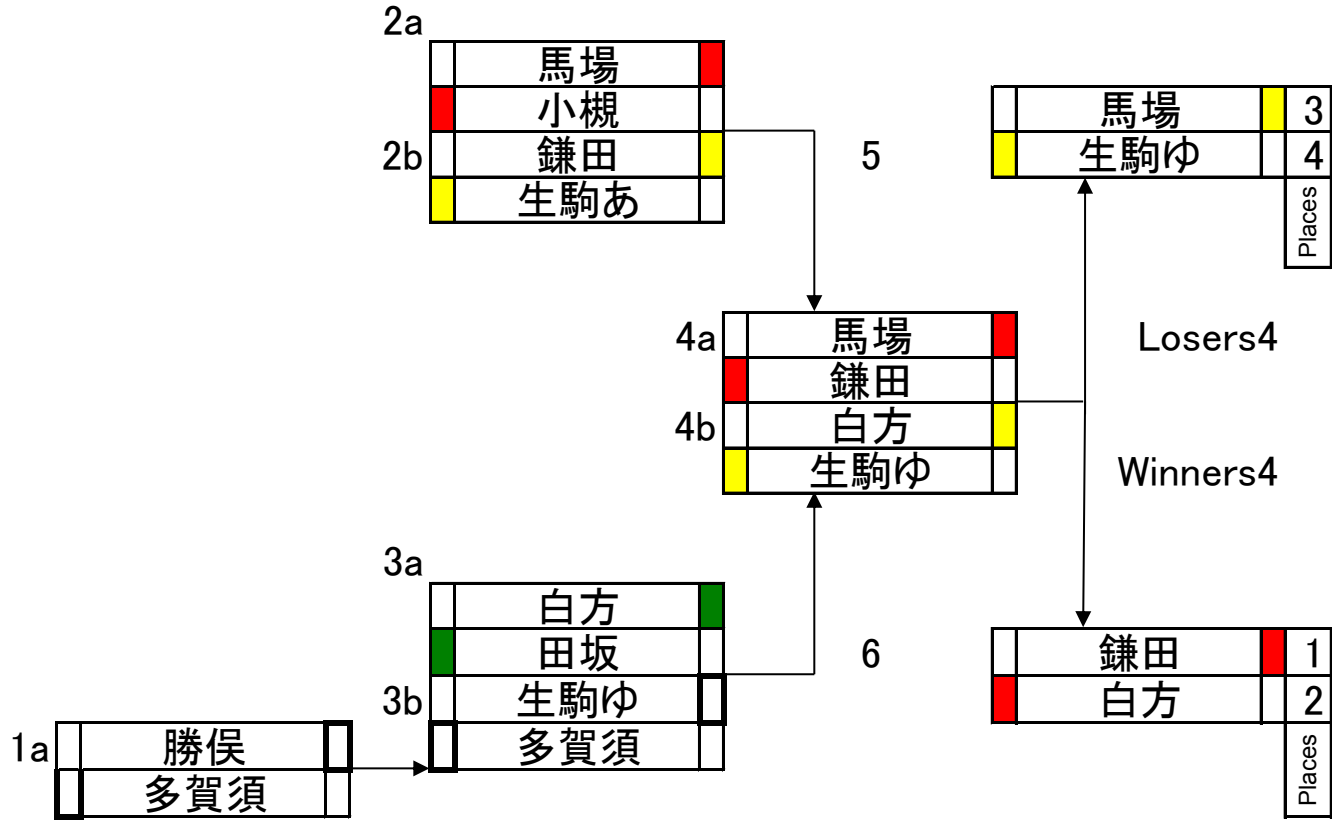 2a
馬場
小槻
2b 鎌田
生駒あ
5
馬場 3
生駒ゆ 4
Places
4a 馬場
鎌田
4b 白方
生駒ゆ
Losers4
Winners4
3a
白方
田坂
3b 生駒ゆ
多賀須
6
1a 勝俣
多賀須
鎌田 1
白方 2
Places